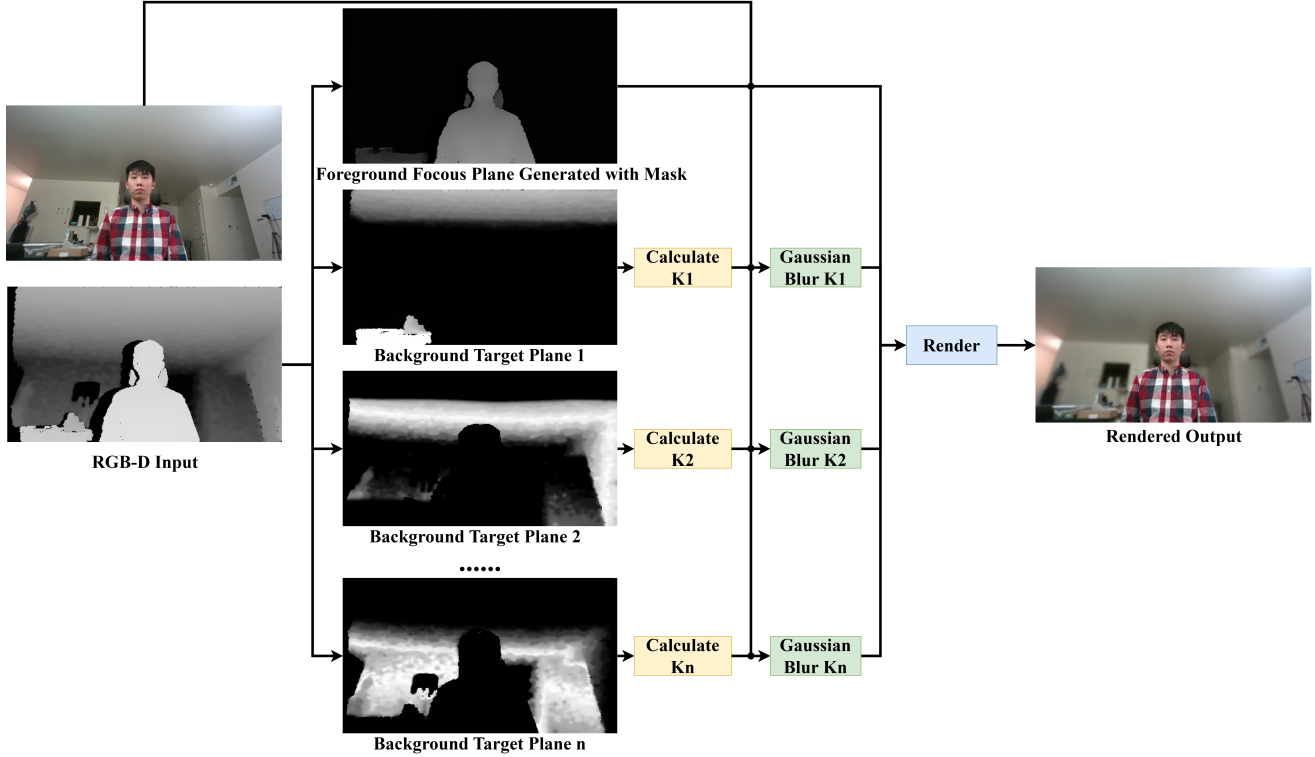 RGB-D Input
Foreground Focous Plane Generated with Mask
Background Target Plane 1
Calculate
K1
Gaussian
Blur K1
Background Target Plane 2
Calculate
K2
Gaussian
Blur K2
......
Background Target Plane n
Calculate
Kn
Gaussian
Blur Kn
Render
Rendered Output